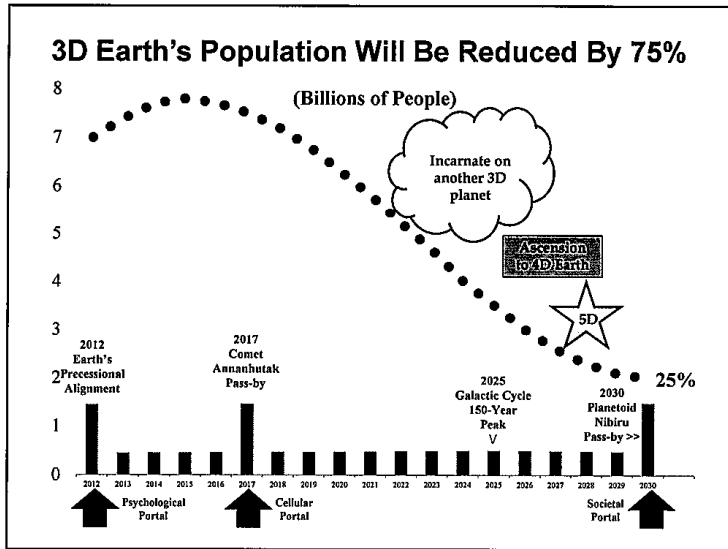 3D Earth's Population Will Be Reduced By 75%
(Billions of People)
8
7
6
5
4
3
2
1
0
Incarnate on
another 3D
planet
Ascension
to 4D Earth
5D
25%
2012
Earth's
Precessional
Alignment
2017
Comet
Annanhutak
Pass-by
2025
Galactic Cycle
150-Year
Peak
V
2030
Planetoid
Nibiru
Pass-by >>
2012 2013 2014 2015 2016 2017 2018 2019 2020 2021 2022 2023 2024 2025 2026 2027 2028 2029 2030
Psychological
Portal
Cellular
Portal
Societal
Portal